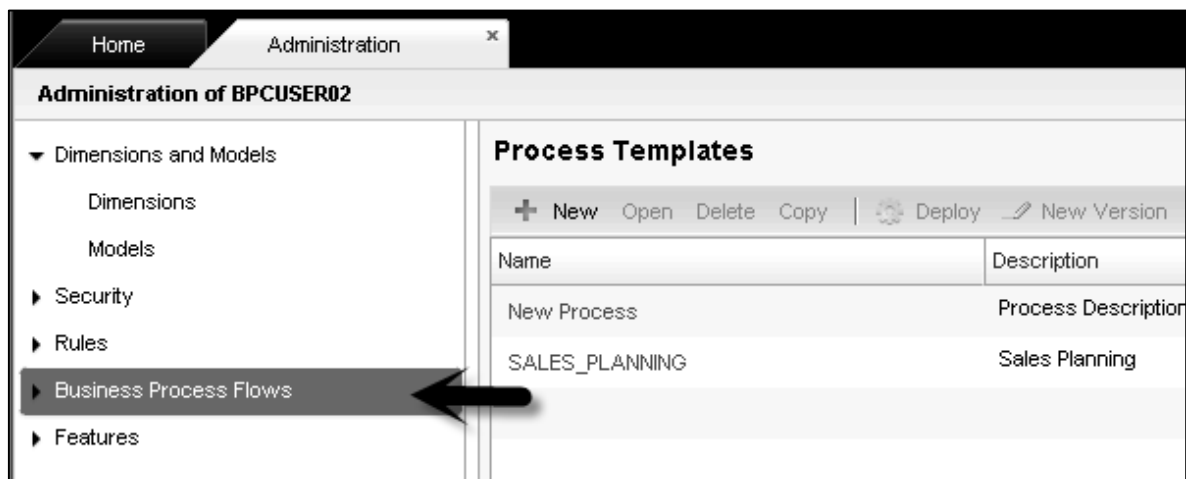 Home Administration ×
Administration of BPCUSER02
Dimensions and Models
Dimensions
Models
Security
Rules
Business Process Flows
Features
Process Templates
New Open Delete Copy Deploy New Version
Name Description
New Process Process Description
SALES_PLANNING Sales Planning